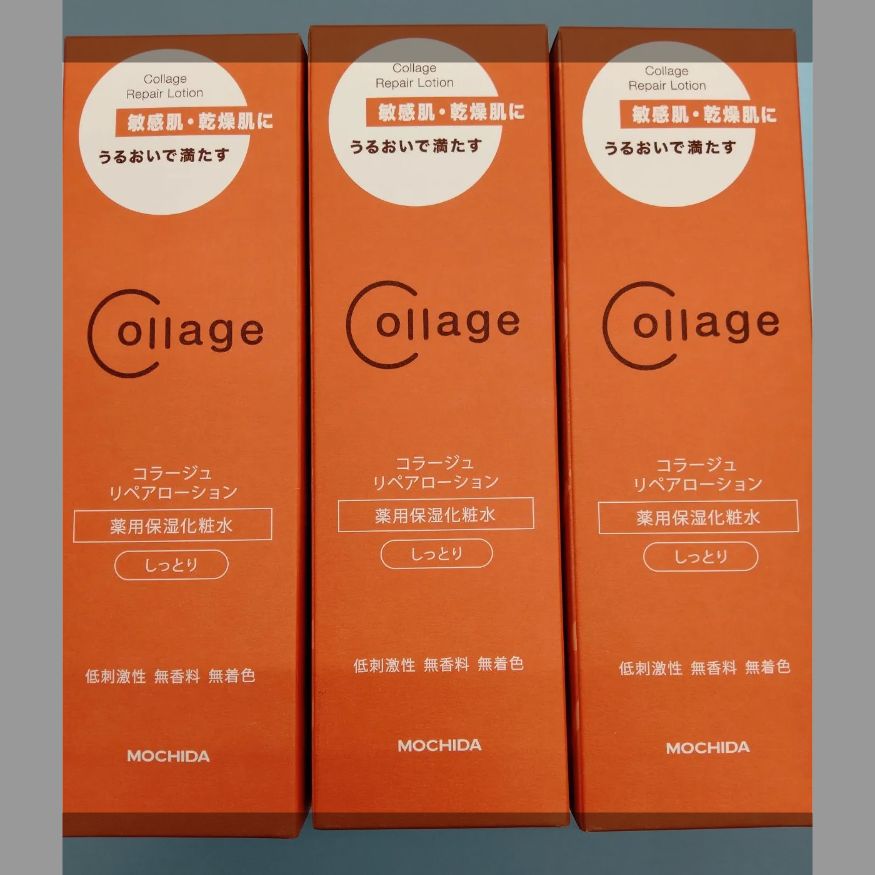 Collage
Repair Lotion
敏感肌・乾燥肌に
うるおいで満たす
Collage
コラージュ
リペアローション
薬用保湿化粧水
しっとり
低刺激性 無香料 無着色
MOCHIDA
Collage
Repair Lotion
敏感肌・乾燥肌に
うるおいで満たす
Collage
コラージュ
リペアローション
薬用保湿化粧水
しっとり
低刺激性 無香料 無着色
MOCHIDA
Collage
Repair Lotion
敏感肌・乾燥肌に
うるおいで満たす
Collage
コラージュ
リペアローション
薬用保湿化粧水
しっとり
低刺激性 無香料 無着色
MOCHIDA